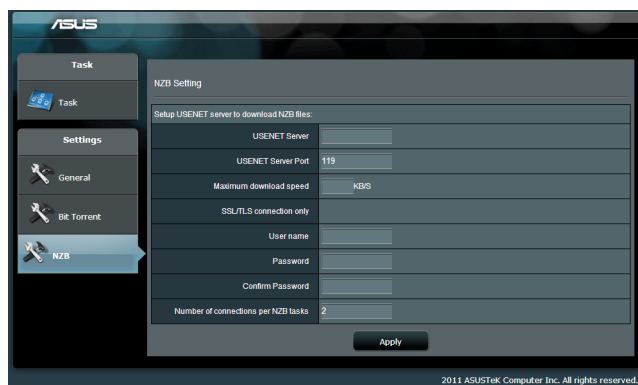 ASUS
Task
Task
Settings
General
Bit Torrent
NZB
NZB Setting
Setup USENET server to download NZB files:
USENET Server
USENET Server Port 119
Maximum download speed KB/S
SSL/TLS connection only
User name
Password
Confirm Password
Number of connections per NZB tasks 2
Apply
2011 ASUSTeK Computer Inc. All rights reserved.